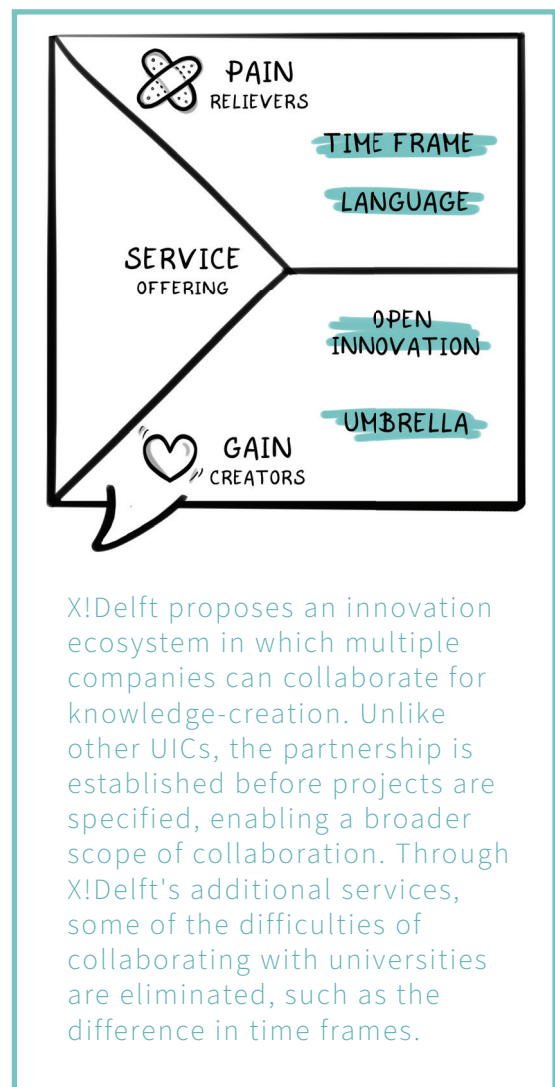 PAIN
RELIEVERS
TIME FRAME
LANGUAGE
SERVICE
OFFERING
OPEN
INNOVATION
UMBRELLA
GAIN
CREATORS
X!Delft proposes an innovation
ecosystem in which multiple
companies can collaborate for
knowledge-creation. Unlike
other UICs, the partnership is
established before projects are
specified, enabling a broader
scope of collaboration. Through
X!Delft's additional services,
some of the difficulties of
collaborating with universities
are eliminated, such as the
difference in time frames.